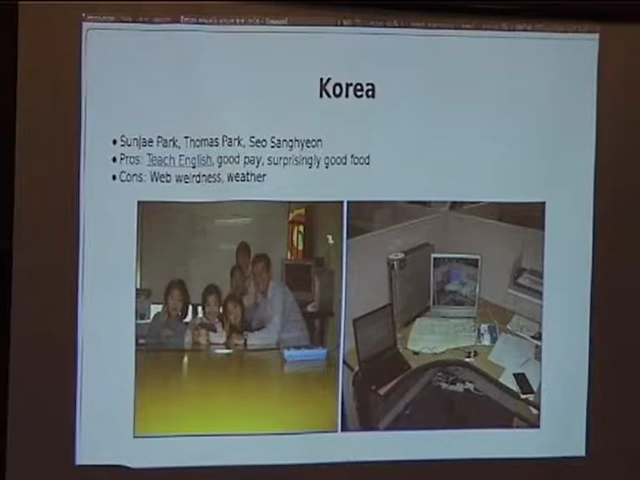 Korea
• Sunjae Park, Thomas Park, Seo Sanghyeon
• Pros: Teach English, good pay, surprisingly good food
• Cons: Web weirdness, weather